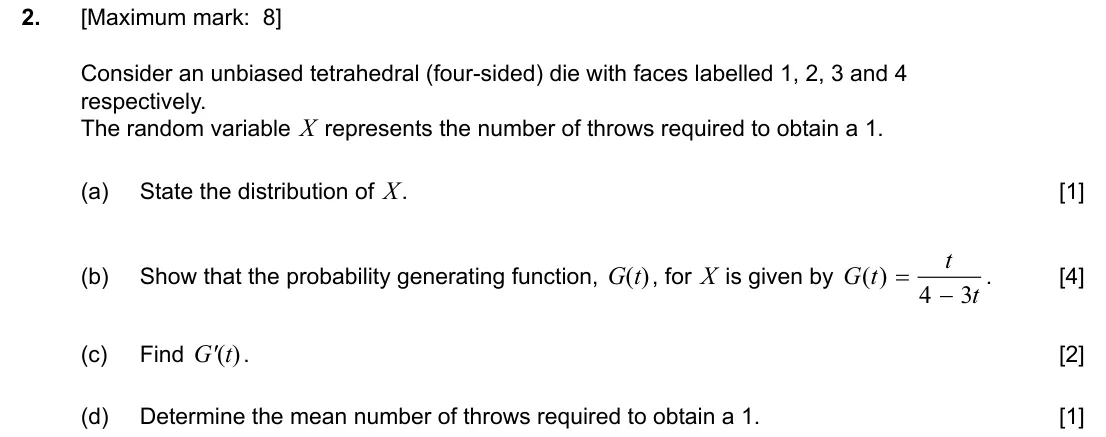 2. [Maximum mark: 8]
Consider an unbiased tetrahedral (four-sided) die with faces labelled 1, 2, 3 and 4
respectively.
The random variable X represents the number of throws required to obtain a 1.
(a) State the distribution of X. [1]
(b) Show that the probability generating function, G(t), for X is given by G(t) = t / (4 − 3t). [4]
(c) Find G′(t). [2]
(d) Determine the mean number of throws required to obtain a 1. [1]